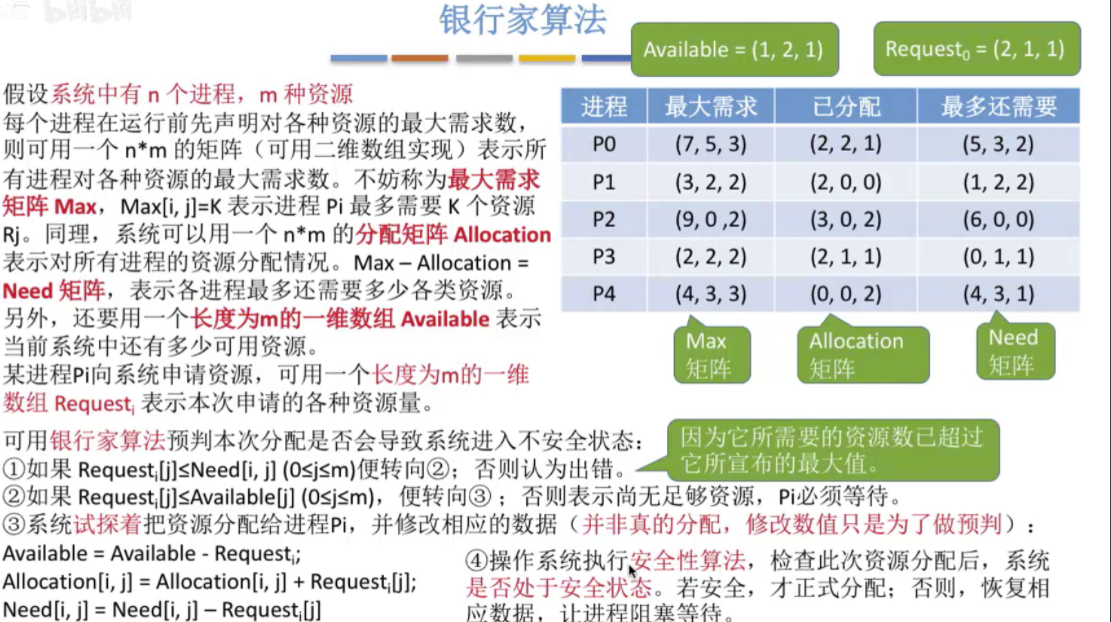 bilibili
银行家算法
Available = (1, 2, 1)
Request0 = (2, 1, 1)
假设系统中有 n 个进程，m 种资源
每个进程在运行前先声明对各种资源的最大需求数，
则可用一个 n*m 的矩阵（可用二维数组实现）表示所
有进程对各种资源的最大需求数。不妨称为最大需求
矩阵 Max，Max[i, j]=K 表示进程 Pi 最多需要 K 个资源
Rj。同理，系统可以用一个 n*m 的分配矩阵 Allocation
表示对所有进程的资源分配情况。Max – Allocation =
Need 矩阵，表示各进程最多还需要多少各类资源。
另外，还要用一个长度为m的一维数组 Available 表示
当前系统中还有多少可用资源。
某进程Pi向系统申请资源，可用一个长度为m的一维
数组 Requesti 表示本次申请的各种资源量。
进程 最大需求 已分配 最多还需要
P0 (7, 5, 3) (2, 2, 1) (5, 3, 2)
P1 (3, 2, 2) (2, 0, 0) (1, 2, 2)
P2 (9, 0 ,2) (3, 0, 2) (6, 0, 0)
P3 (2, 2, 2) (2, 1, 1) (0, 1, 1)
P4 (4, 3, 3) (0, 0, 2) (4, 3, 1)
Max
矩阵
Allocation
矩阵
Need
矩阵
可用银行家算法预判本次分配是否会导致系统进入不安全状态：
因为它所需要的资源数已超过
它所宣布的最大值。
①如果 Requesti[j]≤Need[i, j] (0≤j≤m)便转向②；否则认为出错。
②如果 Requesti[j]≤Available[j] (0≤j≤m)，便转向③；否则表示尚无足够资源，Pi必须等待。
③系统试探着把资源分配给进程Pi，并修改相应的数据（并非真的分配，修改数值只是为了做预判）：
Available = Available - Requesti;
Allocation[i, j] = Allocation[i, j] + Requesti[j];
Need[i, j] = Need[i, j] – Requesti[j]
④操作系统执行安全性算法，检查此次资源分配后，系统
是否处于安全状态。若安全，才正式分配；否则，恢复相
应数据，让进程阻塞等待。